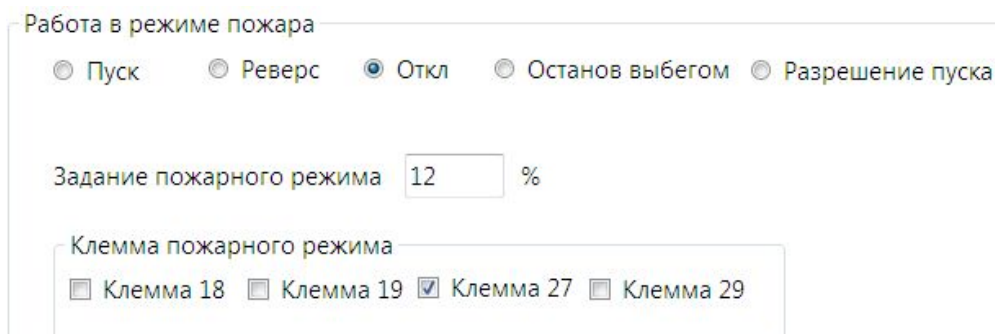 Работа в режиме пожара
Пуск Реверс Откл Останов выбегом Разрешение пуска
Задание пожарного режима 12 %
Клемма пожарного режима
Клемма 18 Клемма 19 Клемма 27 Клемма 29